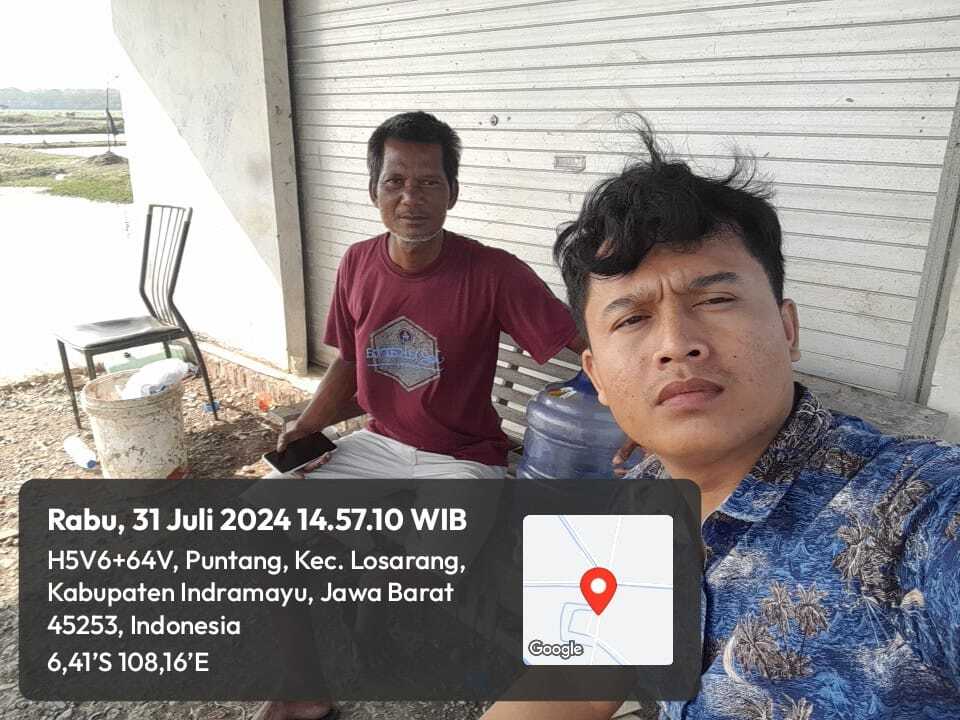 Rabu, 31 Juli 2024 14.57.10 WIB
H5V6+64V, Puntang, Kec. Losarang,
Kabupaten Indramayu, Jawa Barat
45253, Indonesia
6,41’S 108,16’E
Google